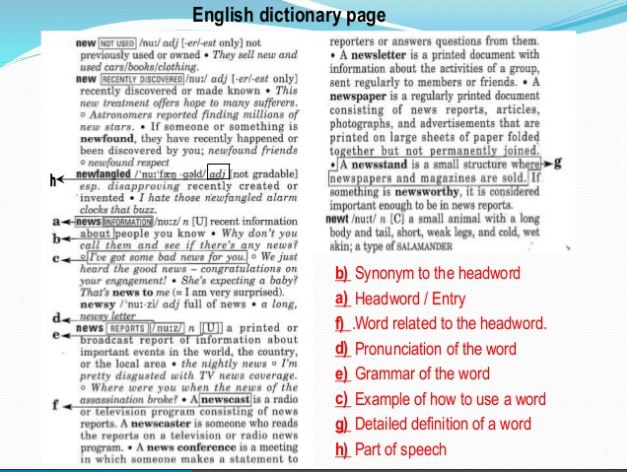 English dictionary page
new NOT USED /nuː/ adj [-er/-est only] not
previously used or owned • They sell new and
used cars/books/clothing.
new RECENTLY DISCOVERED /nuː/ adj [-er/-est only]
recently discovered or made known • This
new treatment offers hope to many sufferers.
○ Astronomers reported finding millions of
new stars. • If someone or something is
newfound, they have recently happened or
been discovered by you; newfound friends
○ newfound respect
h
newfangled /ˈnuːˈfæŋ·gəld/ adj [not gradable]
esp. disapproving recently created or
invented • I hate those newfangled alarm
clocks that buzz.
a
news INFORMATION /nuːz/ n [U] recent information
b
about people you know • Why don't you
call them and see if there's any news?
c
○ I've got some bad news for you. ○ We just
heard the good news – congratulations on
your engagement! • She's expecting a baby?
That's news to me (= I am very surprised).
newsy /ˈnuː·zi/ adj full of news • a long,
d
newsy letter
news REPORTS /nuːz/ n [U] a printed or
e
broadcast report of information about
important events in the world, the country,
or the local area • the nightly news ○ I'm
pretty disgusted with TV news coverage.
○ Where were you when the news of the
f
assassination broke? • A newscast is a radio
or television program consisting of news
reports. A newscaster is someone who reads
the reports on a television or radio news
program. • A news conference is a meeting
in which someone makes a statement to
reporters or answers questions from them.
• A newsletter is a printed document with
information about the activities of a group,
sent regularly to members or friends. • A
newspaper is a regularly printed document
consisting of news reports, articles,
photographs, and advertisements that are
printed on large sheets of paper folded
together but not permanently joined.
• A newsstand is a small structure where
g
newspapers and magazines are sold. If
something is newsworthy, it is considered
important enough to be in news reports.
newt /nuːt/ n [C] a small animal with a long
body and tail, short, weak legs, and cold, wet
skin; a type of SALAMANDER
b) Synonym to the headword
a) Headword / Entry
f) .Word related to the headword.
d) Pronunciation of the word
e) Grammar of the word
c) Example of how to use a word
g) Detailed definition of a word
h) Part of speech